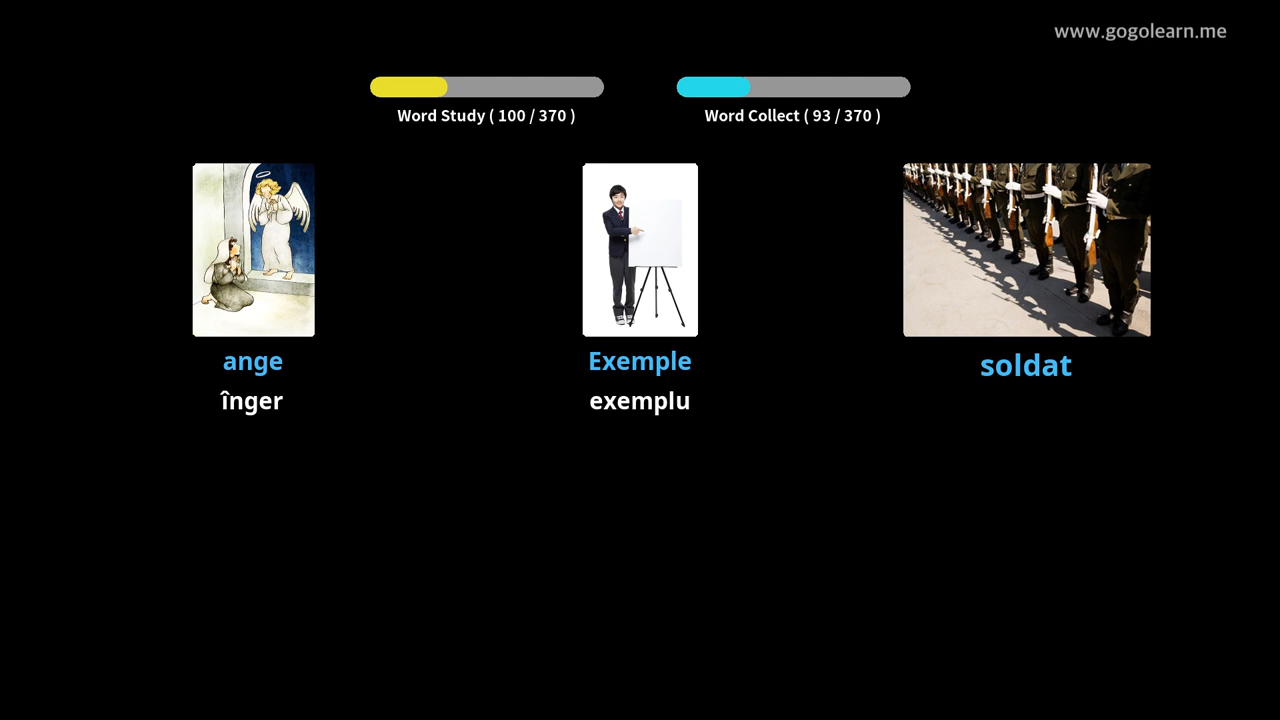 www.gogolearn.me
Word Study ( 100 / 370 )
Word Collect ( 93 / 370 )
ange
înger
Exemple
exemplu
soldat